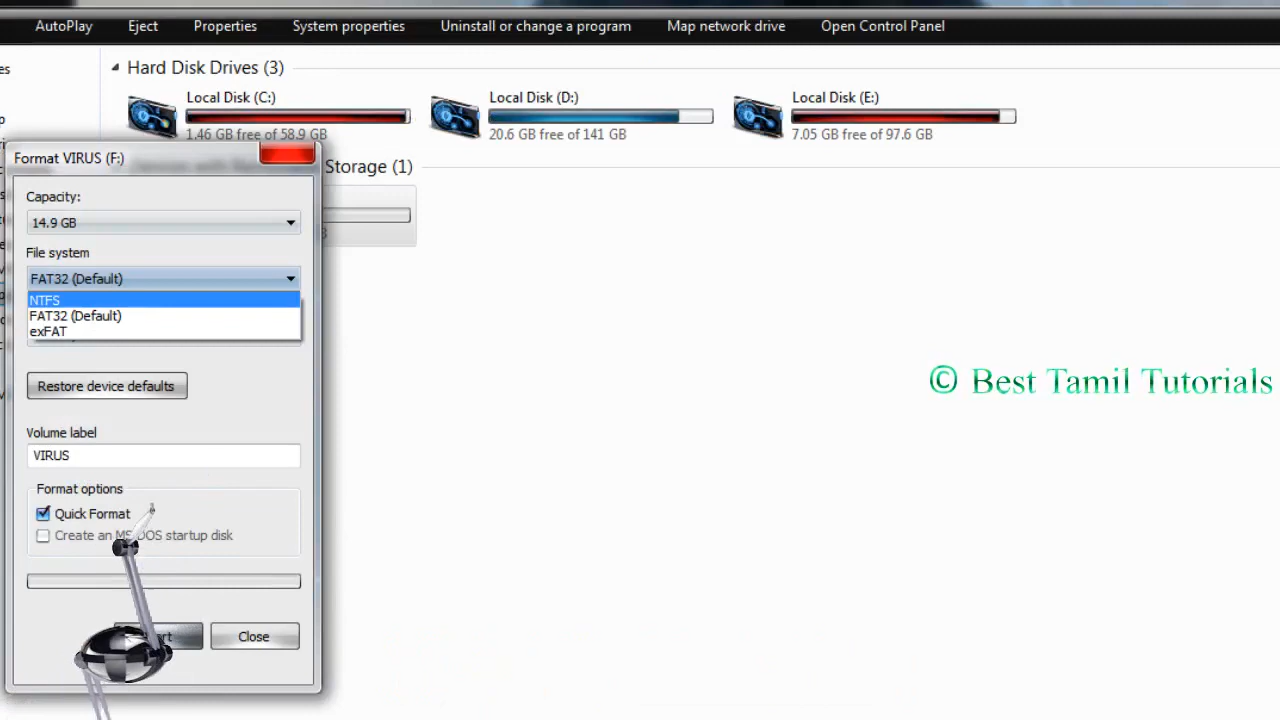 AutoPlay Eject Properties System properties Uninstall or change a program Map network drive Open Control Panel
Hard Disk Drives (3)
Local Disk (C:) Local Disk (D:) Local Disk (E:)
1.46 GB free of 58.9 GB 20.6 GB free of 141 GB 7.05 GB free of 97.6 GB
Storage (1)
Format VIRUS (F:)
Capacity:
14.9 GB
File system
FAT32 (Default)
NTFS
FAT32 (Default)
exFAT
Restore device defaults
Volume label
VIRUS
Format options
Quick Format
Create an MS-DOS startup disk
Close
© Best Tamil Tutorials